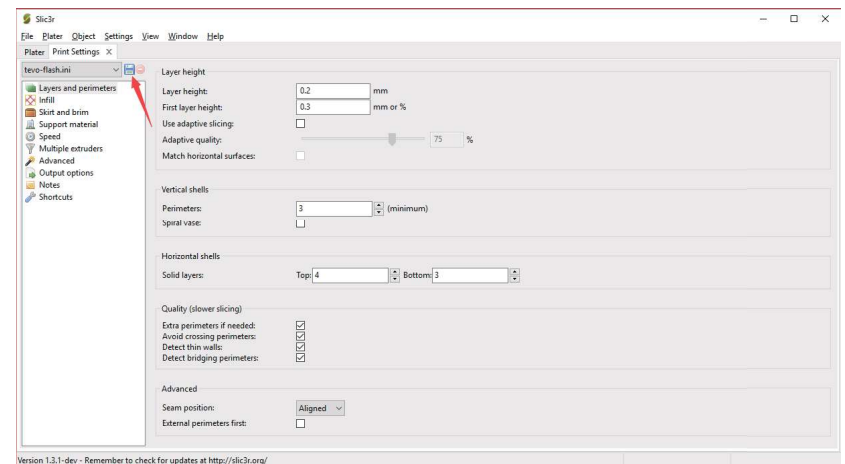 Slic3r
File Plater Object Settings View Window Help
Plater Print Settings X
tevo-flash.ini
Layers and perimeters
Infill
Skirt and brim
Support material
Speed
Multiple extruders
Advanced
Output options
Notes
Shortcuts
Layer height
Layer height: 0.2 mm
First layer height: 0.3 mm or %
Use adaptive slicing:
Adaptive quality: 75 %
Match horizontal surfaces:
Vertical shells
Perimeters: 3 (minimum)
Spiral vase:
Horizontal shells
Solid layers: Top: 4 Bottom: 3
Quality (slower slicing)
Extra perimeters if needed:
Avoid crossing perimeters:
Detect thin walls:
Detect bridging perimeters:
Advanced
Seam position: Aligned
External perimeters first:
Version 1.3.1-dev - Remember to check for updates at http://slic3r.org/